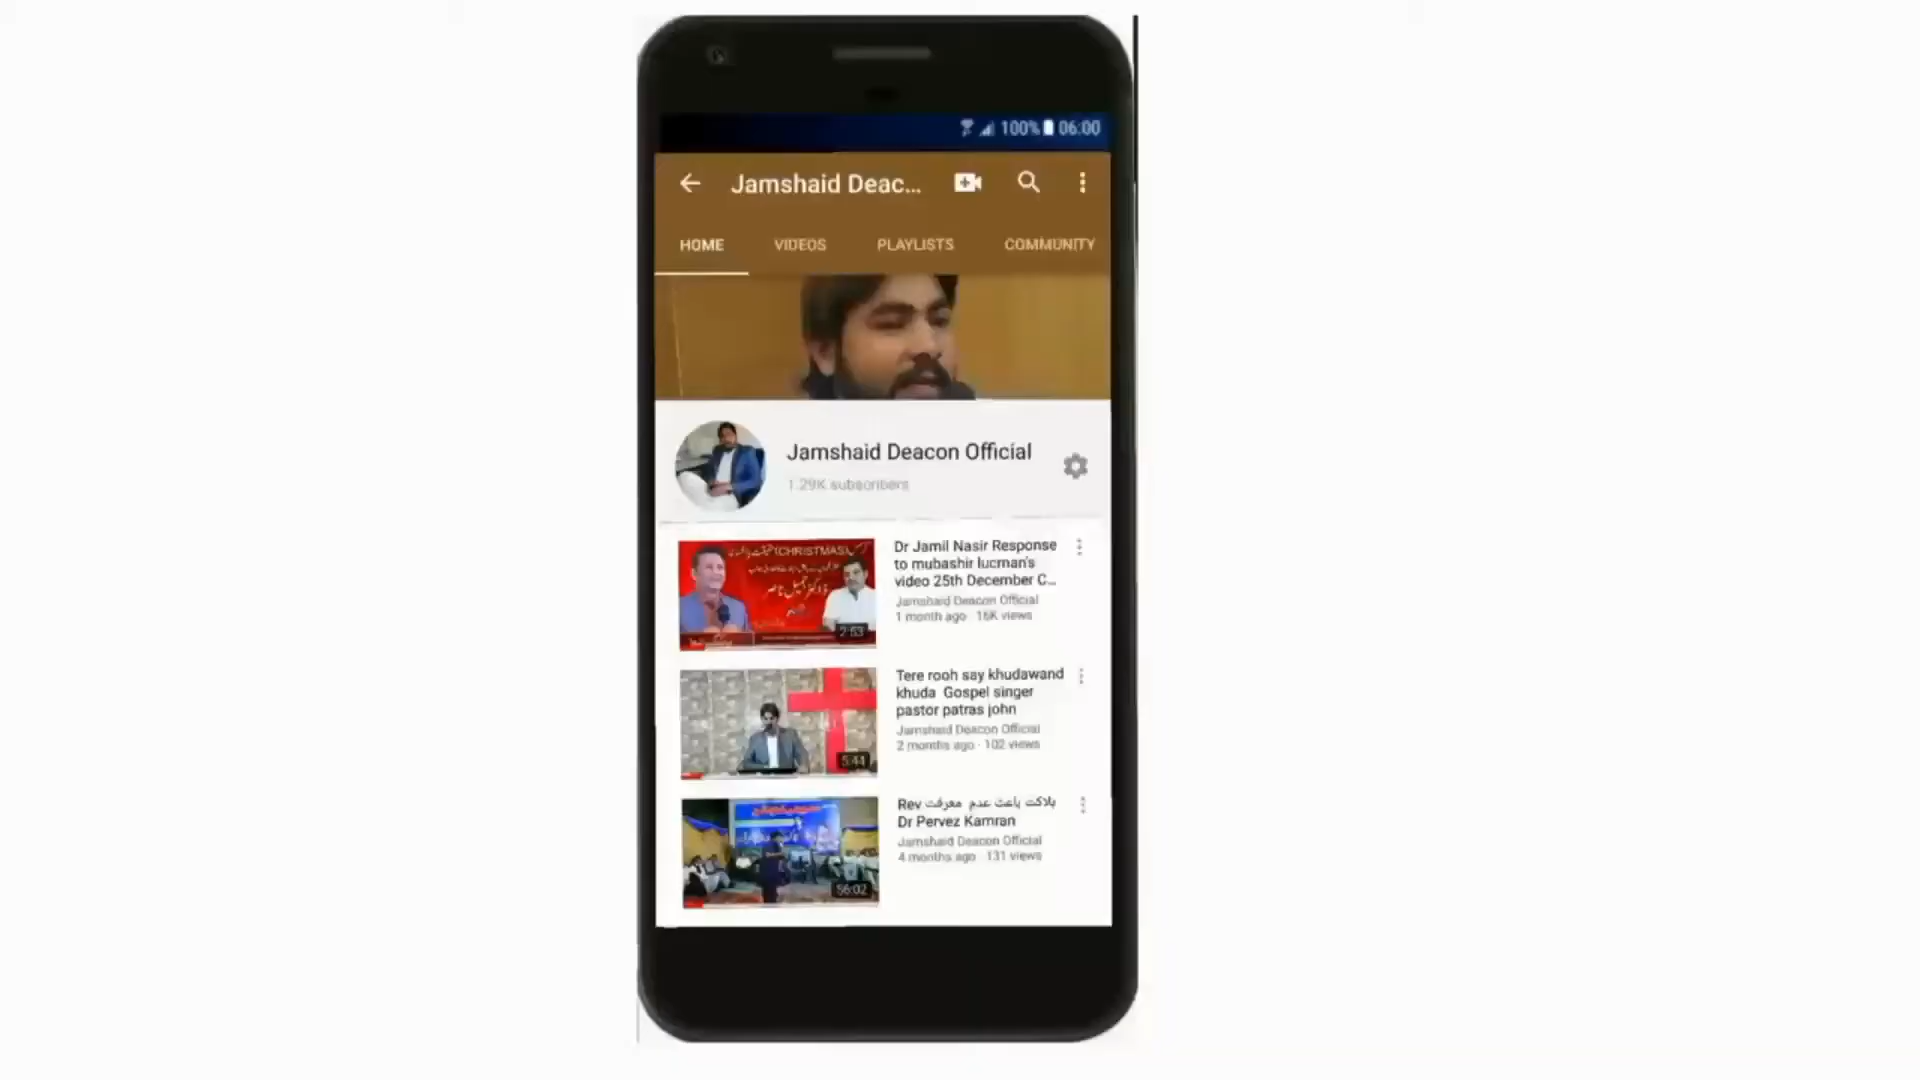 100% 06:00
Jamshaid Deac...
HOME VIDEOS PLAYLISTS COMMUNITY
Jamshaid Deacon Official
1.29K subscribers
(CHRISTMAS)
2:53
Dr Jamil Nasir Response
to mubashir lucman's
video 25th December C...
Jamshaid Deacon Official
1 month ago · 16K views
5:44
Tere rooh say khudawand
khuda Gospel singer
pastor patras john
Jamshaid Deacon Official
2 months ago · 102 views
56:02
Rev ہلاکت باعث عدم معرفت
Dr Pervez Kamran
Jamshaid Deacon Official
4 months ago · 131 views